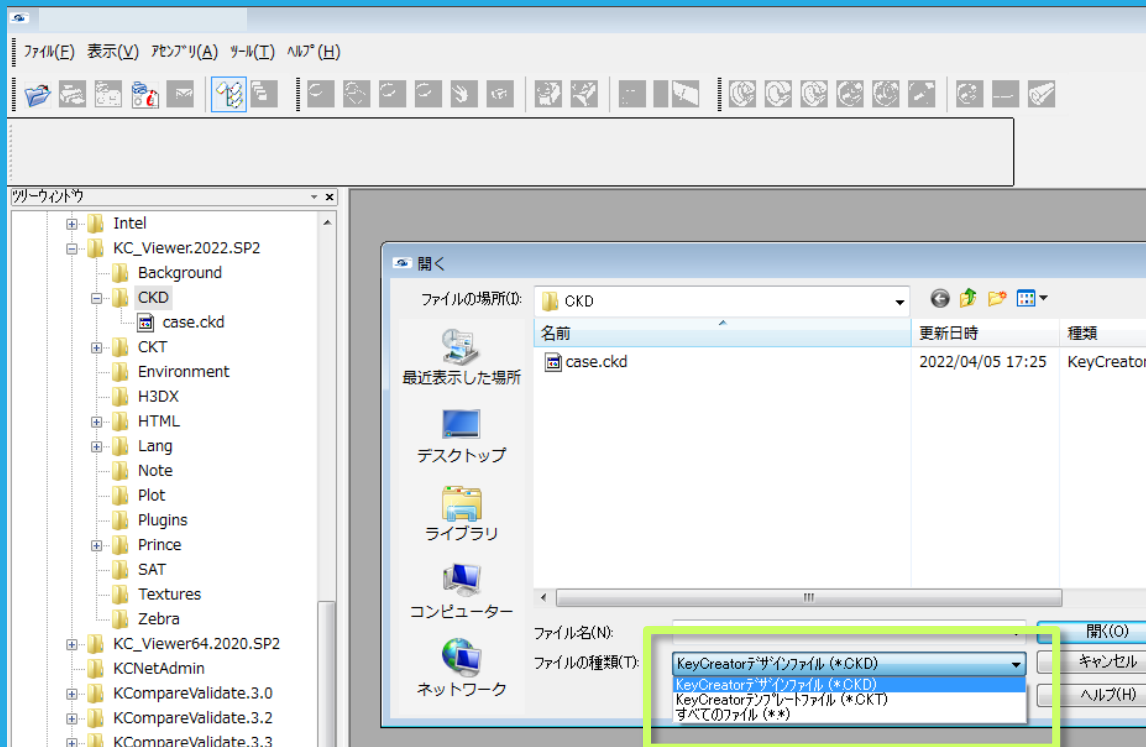 ﾌｧｲﾙ(F) 表示(V) ｱｾﾝﾌﾞﾘ(A) ﾂｰﾙ(T) ﾍﾙﾌﾟ(H)
ﾂﾘｰｳｨﾝﾄﾞｳ
Intel
KC_Viewer.2022.SP2
Background
CKD
case.ckd
CKT
Environment
H3DX
HTML
Lang
Note
Plot
Plugins
Prince
SAT
Textures
Zebra
KC_Viewer64.2020.SP2
KCNetAdmin
KCompareValidate.3.0
KCompareValidate.3.2
KCompareValidate.3.3
開く
ファイルの場所(I): CKD
名前 更新日時 種類
case.ckd 2022/04/05 17:25 KeyCreator
最近表示した場所
デスクトップ
ライブラリ
コンピューター
ネットワーク
ファイル名(N): 開く(O)
ファイルの種類(T): KeyCreatorﾃﾞｻﾞｲﾝﾌｧｲﾙ (*.CKD) キャンセル
KeyCreatorﾃﾞｻﾞｲﾝﾌｧｲﾙ (*.CKD)
KeyCreatorﾃﾝﾌﾟﾚｰﾄﾌｧｲﾙ (*.CKT)
すべてのﾌｧｲﾙ (*.*)
ヘルプ(H)